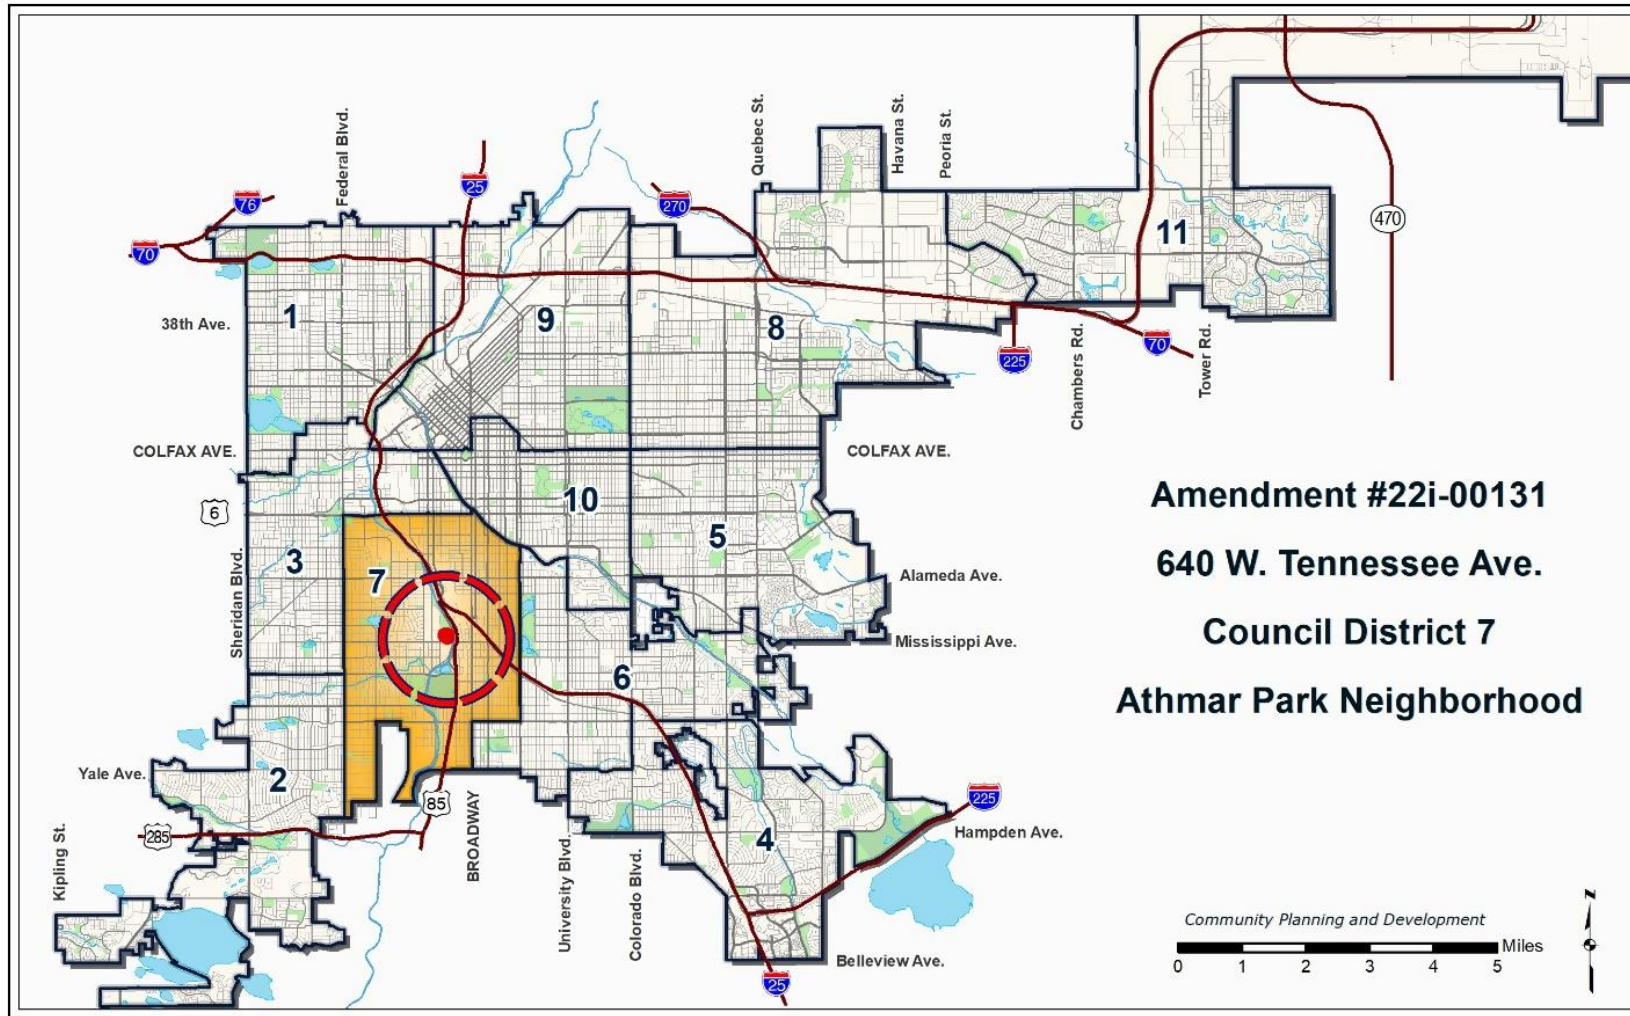 Federal Blvd.
Quebec St.
Havana St.
Peoria St.
76
25
270
70
470
11
1
9
8
38th Ave.
225
70
Chambers Rd.
Tower Rd.
COLFAX AVE.
COLFAX AVE.
6
10
5
3
7
Sheridan Blvd.
Alameda Ave.
Mississippi Ave.
6
2
Yale Ave.
85
285
Kipling St.
BROADWAY
University Blvd.
Colorado Blvd.
4
225
Hampden Ave.
Belleview Ave.
25
Amendment #22i-00131
640 W. Tennessee Ave.
Council District 7
Athmar Park Neighborhood
Community Planning and Development
Miles
0 1 2 3 4 5
N